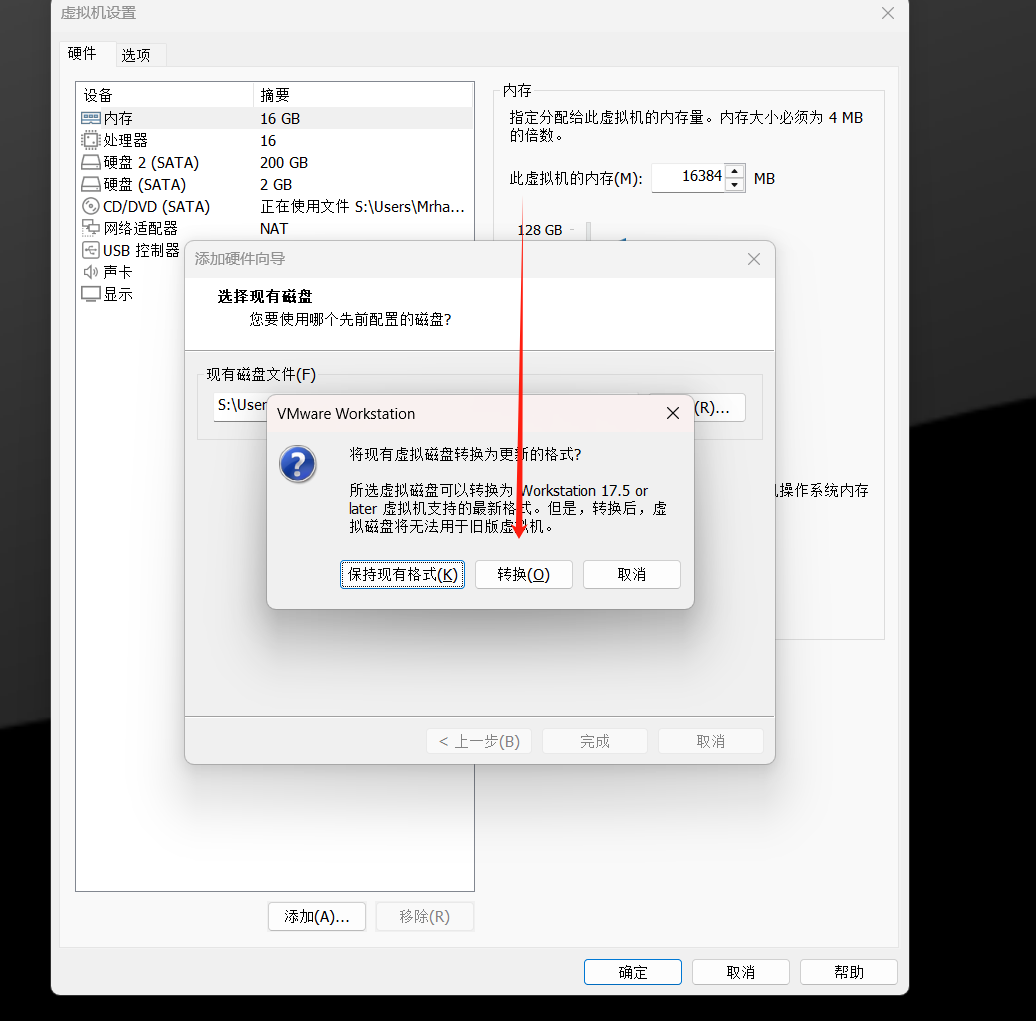 虚拟机设置
硬件 选项
设备 摘要
内存 16 GB
处理器 16
硬盘 2 (SATA) 200 GB
硬盘 (SATA) 2 GB
CD/DVD (SATA) 正在使用文件 S:\Users\Mrha...
网络适配器 NAT
USB 控制器
声卡
显示
内存
指定分配给此虚拟机的内存量。内存大小必须为 4 MB
的倍数。
此虚拟机的内存(M): 16384 MB
128 GB
添加硬件向导
选择现有磁盘
您要使用哪个先前配置的磁盘?
现有磁盘文件(F)
S:\User
(R)...
操作系统内存
VMware Workstation
将现有虚拟磁盘转换为更新的格式?
所选虚拟磁盘可以转换为 Workstation 17.5 or
later 虚拟机支持的最新格式。但是，转换后，虚
拟磁盘将无法用于旧版虚拟机。
保持现有格式(K) 转换(O) 取消
< 上一步(B) 完成 取消
添加(A)... 移除(R)
确定 取消 帮助